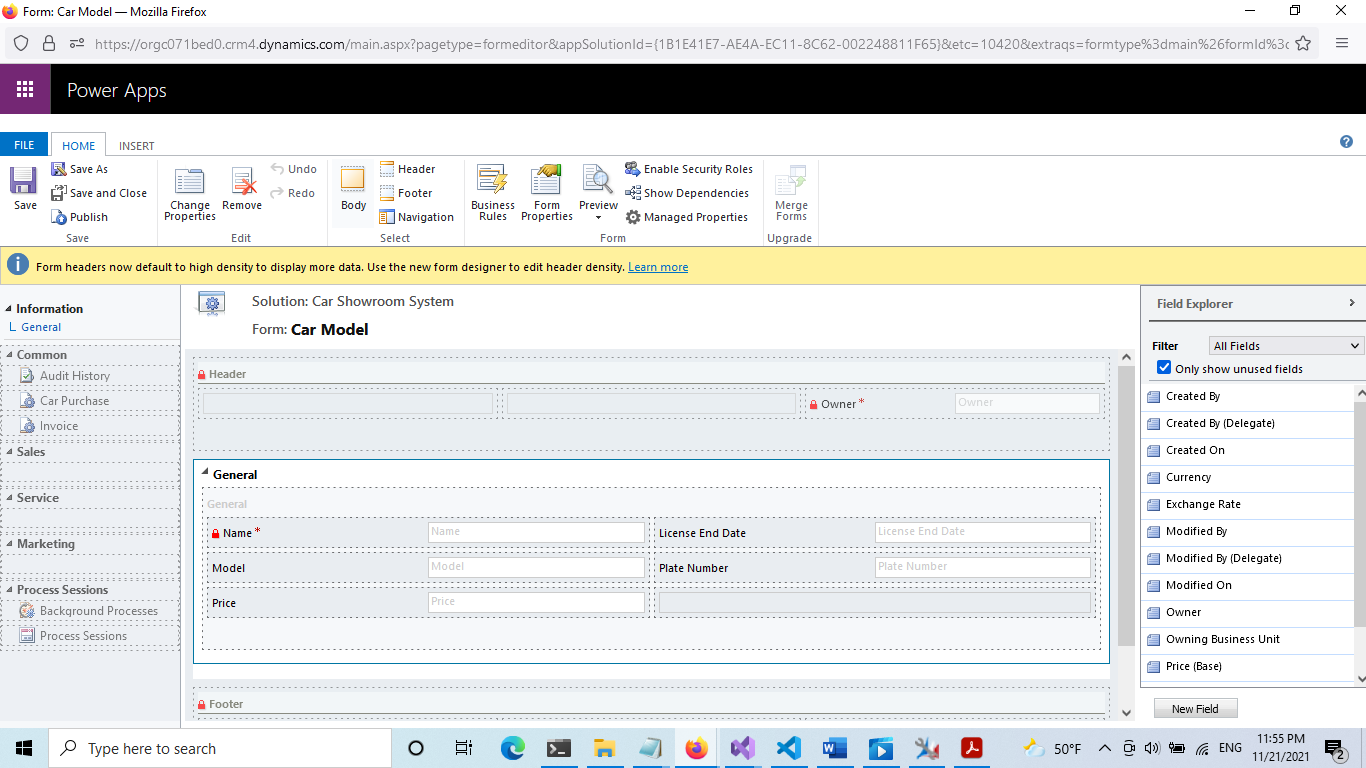 Form: Car Model — Mozilla Firefox
https://orgc071bed0.crm4.dynamics.com/main.aspx?pagetype=formeditor&appSolutionId={1B1E41E7-AE4A-EC11-8C62-002248811F65}&etc=10420&extraqs=formtype%3dmain%26formId%3d
Power Apps
FILE HOME INSERT
Save
Save As
Save and Close
Publish
Save
Change Properties
Remove
Undo
Redo
Edit
Body
Header
Footer
Navigation
Select
Business Rules
Form Properties
Preview
Enable Security Roles
Show Dependencies
Managed Properties
Form
Merge Forms
Upgrade
Form headers now default to high density to display more data. Use the new form designer to edit header density. Learn more
Information
General
Common
Audit History
Car Purchase
Invoice
Sales
Service
Marketing
Process Sessions
Background Processes
Process Sessions
Solution: Car Showroom System
Form: Car Model
Header
Owner * Owner
General
General
Name * Name License End Date License End Date
Model Model Plate Number Plate Number
Price Price
Footer
Field Explorer
Filter All Fields
Only show unused fields
Created By
Created By (Delegate)
Created On
Currency
Exchange Rate
Modified By
Modified By (Delegate)
Modified On
Owner
Owning Business Unit
Price (Base)
New Field
Type here to search
50°F
ENG
11:55 PM
11/21/2021
2